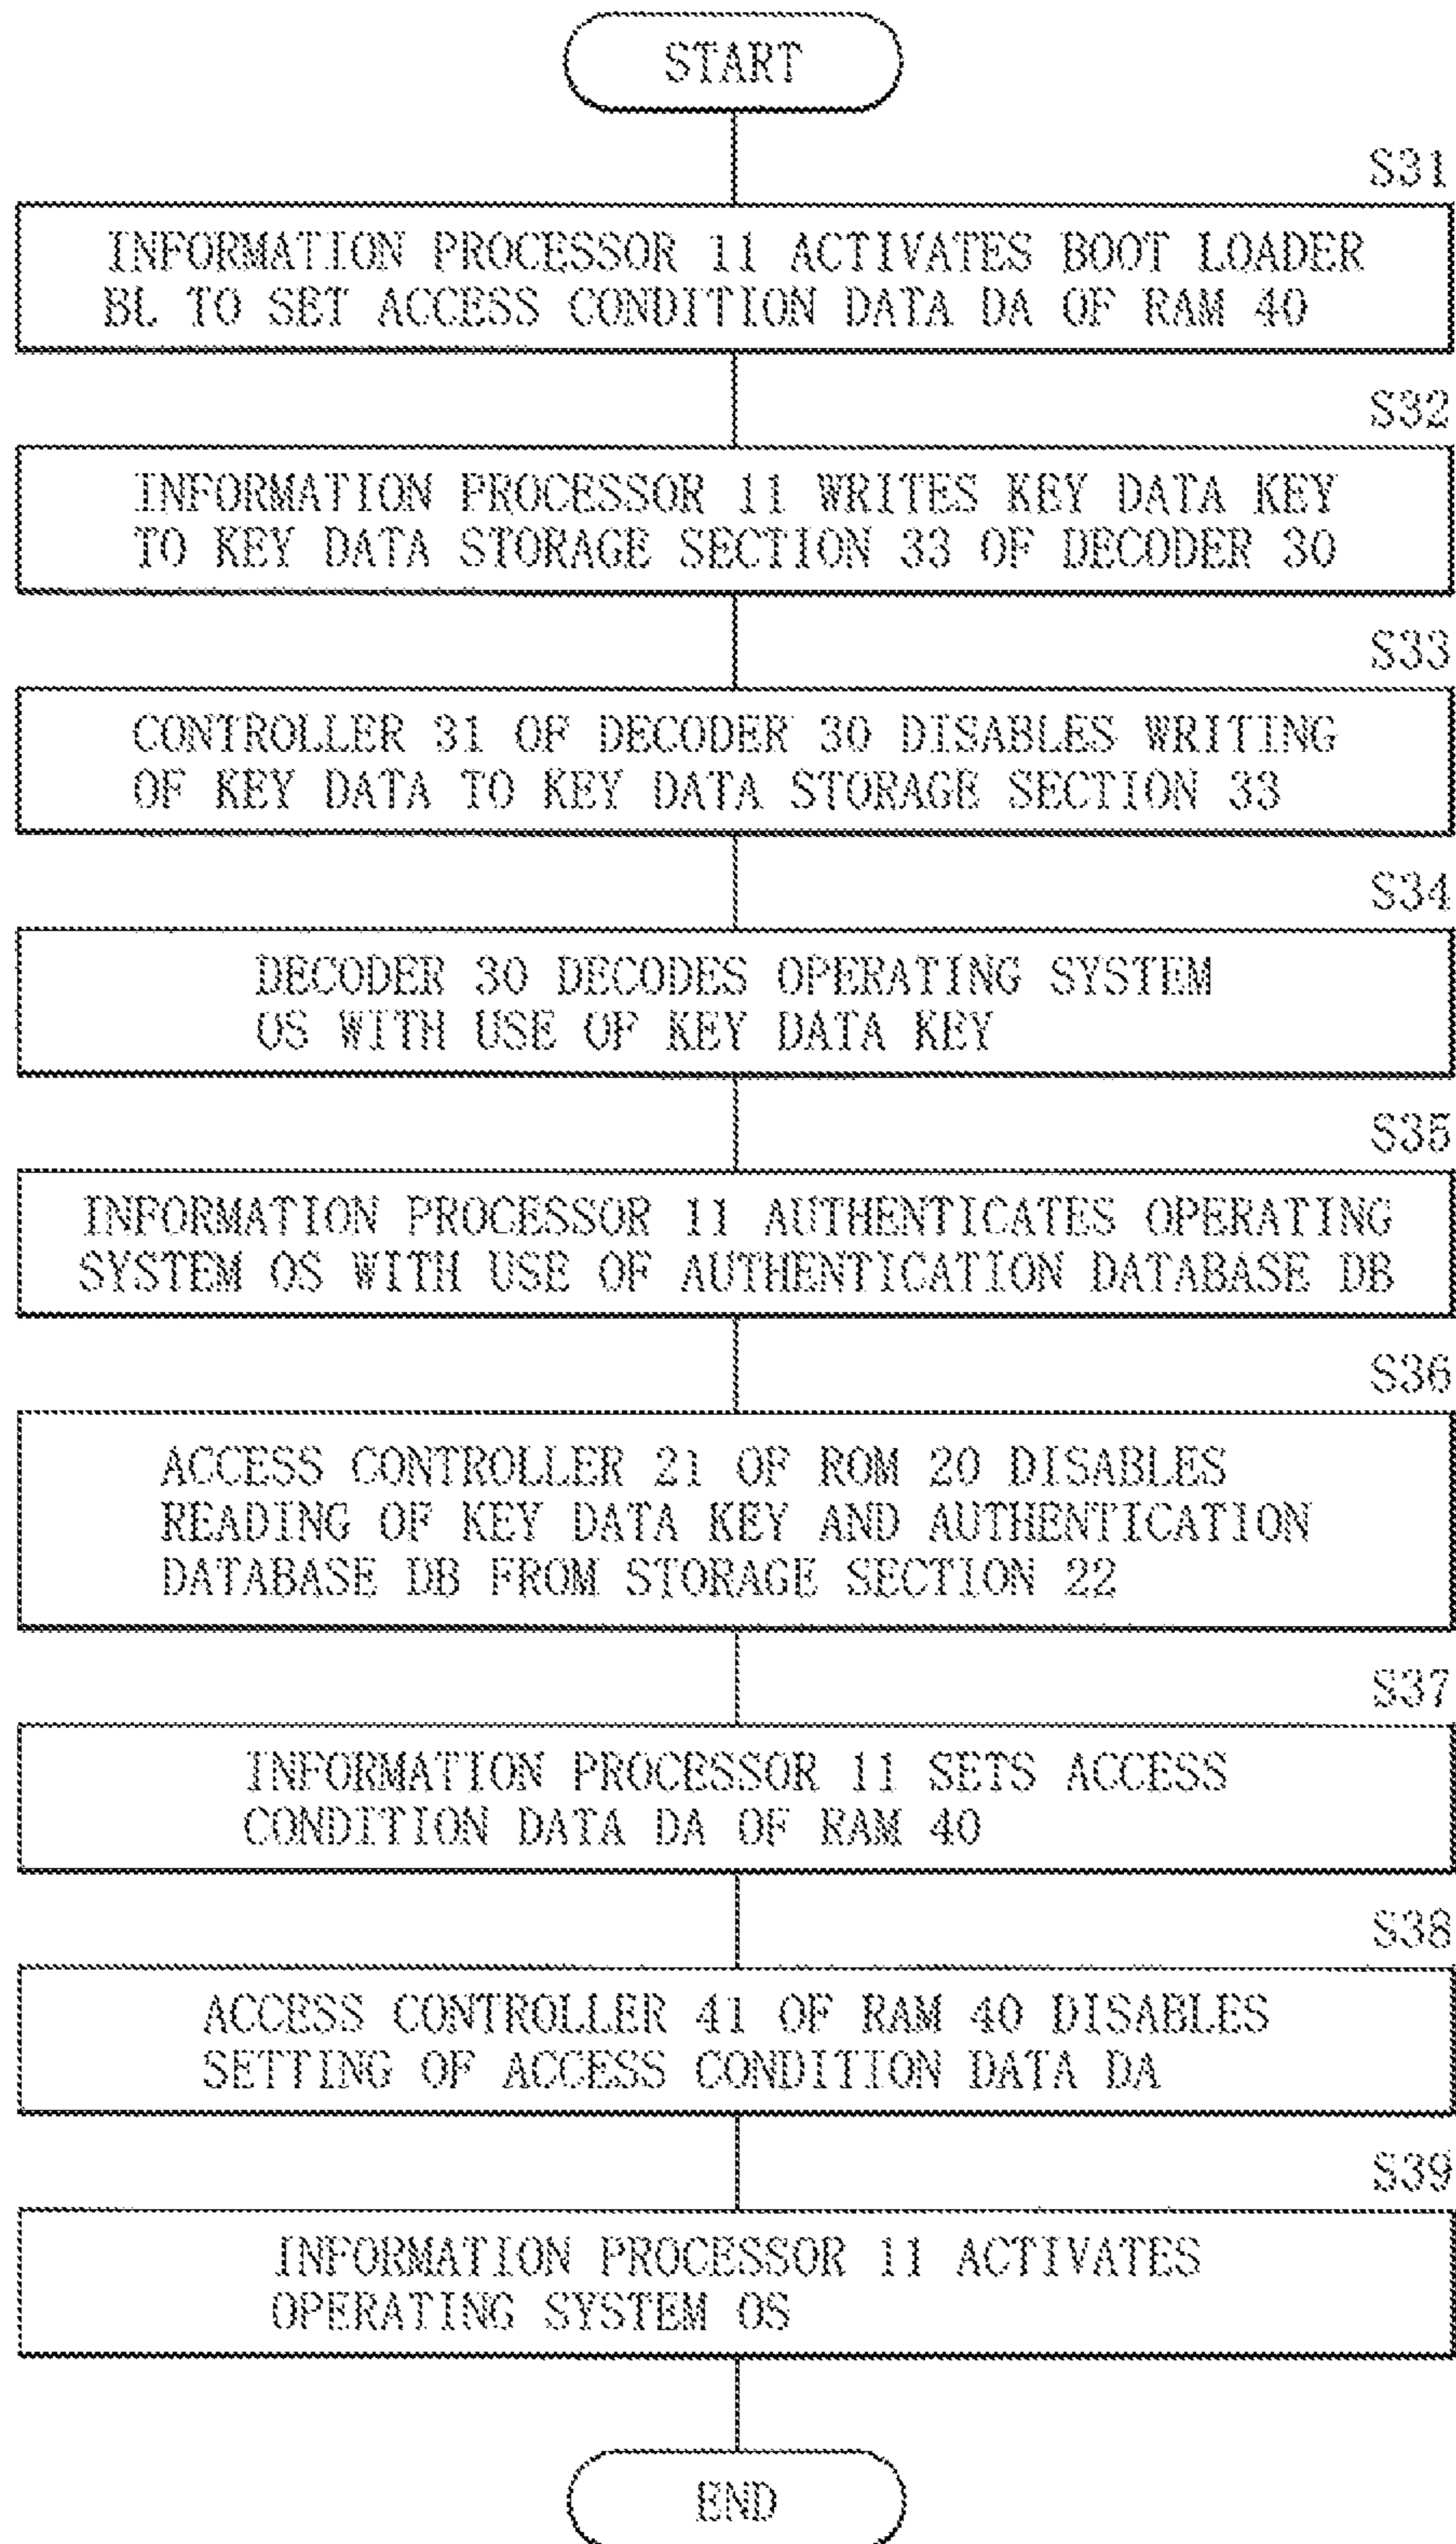 START
S31
INFORMATION PROCESSOR 11 ACTIVATES BOOT LOADER
BL TO SET ACCESS CONDITION DATA DA OF RAM 40
S32
INFORMATION PROCESSOR 11 WRITES KEY DATA KEY
TO KEY DATA STORAGE SECTION 33 OF DECODER 30
S33
CONTROLLER 31 OF DECODER 30 DISABLES WRITING
OF KEY DATA TO KEY DATA STORAGE SECTION 33
S34
DECODER 30 DECODES OPERATING SYSTEM
OS WITH USE OF KEY DATA KEY
S35
INFORMATION PROCESSOR 11 AUTHENTICATES OPERATING
SYSTEM OS WITH USE OF AUTHENTICATION DATABASE DB
S36
ACCESS CONTROLLER 21 OF ROM 20 DISABLES
READING OF KEY DATA KEY AND AUTHENTICATION
DATABASE DB FROM STORAGE SECTION 22
S37
INFORMATION PROCESSOR 11 SETS ACCESS
CONDITION DATA DA OF RAM 40
S38
ACCESS CONTROLLER 41 OF RAM 40 DISABLES
SETTING OF ACCESS CONDITION DATA DA
S39
INFORMATION PROCESSOR 11 ACTIVATES
OPERATING SYSTEM OS
END